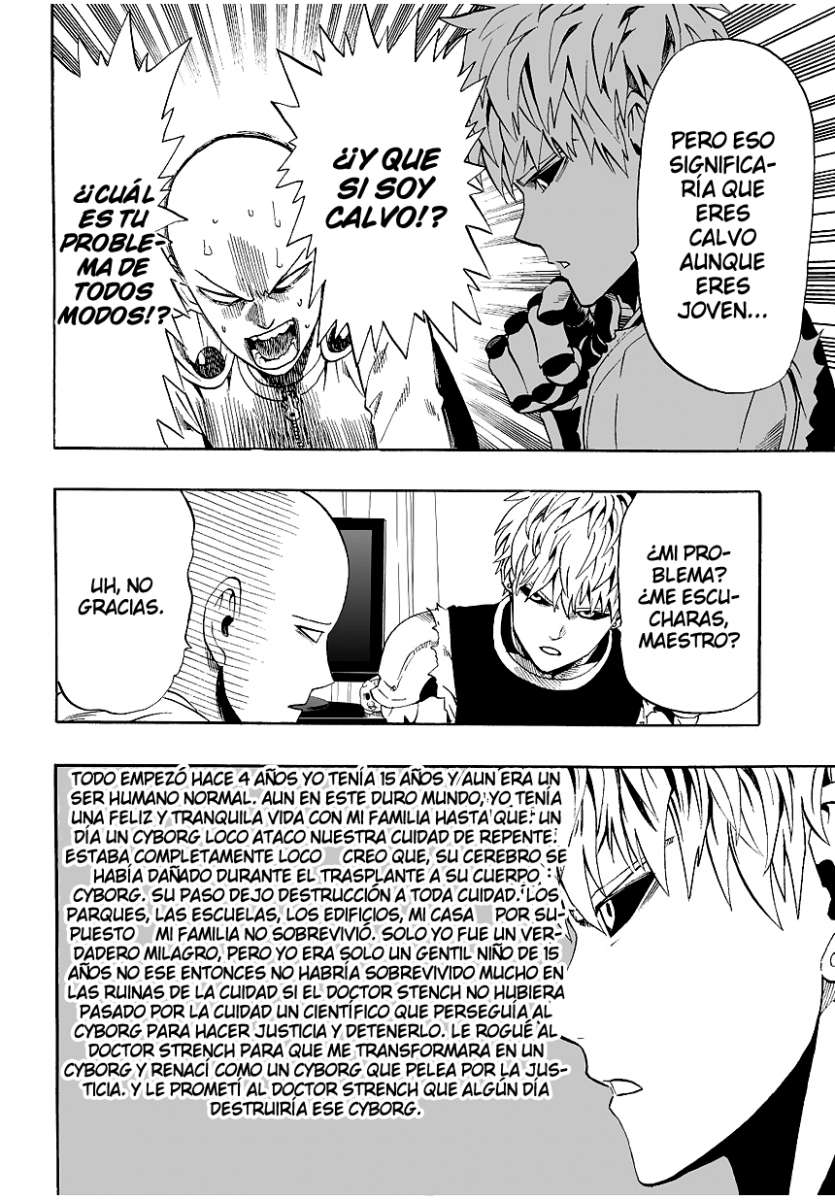 PERO ESO
SIGNIFICA-
RÍA QUE
ERES
CALVO
AUNQUE
ERES
JOVEN...
¿¡Y QUE
SI SOY
CALVO!?
¿¡CUÁL
ES TU
PROBLE-
MA DE
TODOS
MODOS!?
¿MI PRO-
BLEMA?
¿ME ESCU-
CHARAS,
MAESTRO?
UH, NO
GRACIAS.
TODO EMPEZÓ HACE 4 AÑOS YO TENÍA 15 AÑOS Y AUN ERA UN
SER HUMANO NORMAL. AUN EN ESTE DURO MUNDO, YO TENÍA
UNA FELIZ Y TRANQUILA VIDA CON MI FAMILIA HASTA QUE: UN
DÍA UN CYBORG LOCO ATACO NUESTRA CUIDAD DE REPENTE.
ESTABA COMPLETAMENTE LOCO CREO QUE, SU CEREBRO SE
HABÍA DAÑADO DURANTE EL TRASPLANTE A SU CUERPO
CYBORG. SU PASO DEJO DESTRUCCIÓN A TODA CUIDAD. LOS
PARQUES, LAS ESCUELAS, LOS EDIFICIOS, MI CASA POR SU-
PUESTO MI FAMILIA NO SOBREVIVIÓ. SOLO YO FUE UN VER-
DADERO MILAGRO, PERO YO ERA SOLO UN GENTIL NIÑO DE 15
AÑOS NO ESE ENTONCES NO HABRÍA SOBREVIVIDO MUCHO EN
LAS RUINAS DE LA CUIDAD SI EL DOCTOR STENCH NO HUBIERA
PASADO POR LA CUIDAD UN CIENTÍFICO QUE PERSEGUÍA AL
CYBORG PARA HACER JUSTICIA Y DETENERLO. LE ROGUÉ AL
DOCTOR STRENCH PARA QUE ME TRANSFORMARA EN UN
CYBORG Y RENACÍ COMO UN CYBORG QUE PELEA POR LA JUS-
TICIA. Y LE PROMETÍ AL DOCTOR STRENCH QUE ALGÚN DÍA
DESTRUIRÍA ESE CYBORG.